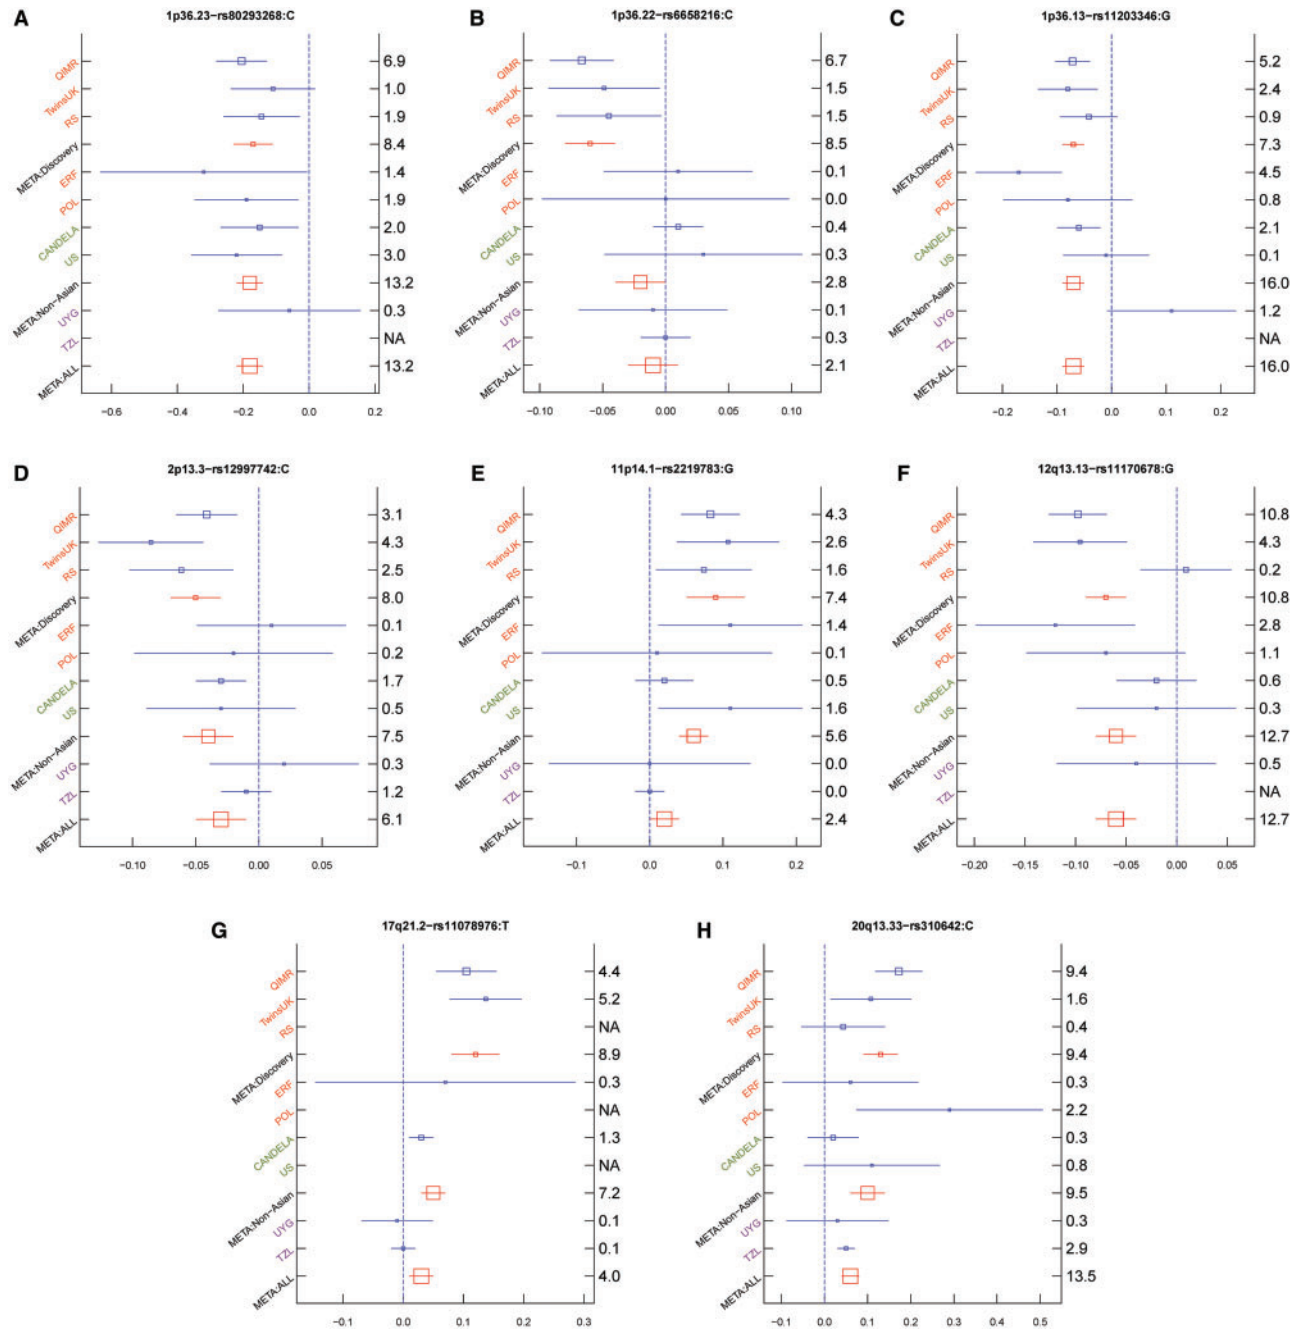 A
1p36.23−rs80293268:C
QIMR 6.9
TwinsUK 1.0
RS 1.9
META:Discovery 8.4
ERF 1.4
POL 1.9
CANDELA 2.0
US 3.0
META:Non−Asian 13.2
UYG 0.3
TZL NA
META:ALL 13.2
−0.6 −0.4 −0.2 0.0 0.2
B
1p36.22−rs6658216:C
QIMR 6.7
TwinsUK 1.5
RS 1.5
META:Discovery 8.5
ERF 0.1
POL 0.0
CANDELA 0.4
US 0.3
META:Non−Asian 2.8
UYG 0.1
TZL 0.3
META:ALL 2.1
−0.10 −0.05 0.00 0.05 0.10
C
1p36.13−rs11203346:G
QIMR 5.2
TwinsUK 2.4
RS 0.9
META:Discovery 7.3
ERF 4.5
POL 0.8
CANDELA 2.1
US 0.1
META:Non−Asian 16.0
UYG 1.2
TZL NA
META:ALL 16.0
−0.2 −0.1 0.0 0.1 0.2
D
2p13.3−rs12997742:C
QIMR 3.1
TwinsUK 4.3
RS 2.5
META:Discovery 8.0
ERF 0.1
POL 0.2
CANDELA 1.7
US 0.5
META:Non−Asian 7.5
UYG 0.3
TZL 1.2
META:ALL 6.1
−0.10 −0.05 0.00 0.05
E
11p14.1−rs2219783:G
QIMR 4.3
TwinsUK 2.6
RS 1.6
META:Discovery 7.4
ERF 1.4
POL 0.1
CANDELA 0.5
US 1.6
META:Non−Asian 5.6
UYG 0.0
TZL 0.0
META:ALL 2.4
−0.1 0.0 0.1 0.2
F
12q13.13−rs11170678:G
QIMR 10.8
TwinsUK 4.3
RS 0.2
META:Discovery 10.8
ERF 2.8
POL 1.1
CANDELA 0.6
US 0.3
META:Non−Asian 12.7
UYG 0.5
TZL NA
META:ALL 12.7
−0.20 −0.15 −0.10 −0.05 0.00 0.05
G
17q21.2−rs11078976:T
QIMR 4.4
TwinsUK 5.2
RS NA
META:Discovery 8.9
ERF 0.3
POL NA
CANDELA 1.3
US NA
META:Non−Asian 7.2
UYG 0.1
TZL 0.1
META:ALL 4.0
−0.1 0.0 0.1 0.2 0.3
H
20q13.33−rs310642:C
QIMR 9.4
TwinsUK 1.6
RS 0.4
META:Discovery 9.4
ERF 0.3
POL 2.2
CANDELA 0.3
US 0.8
META:Non−Asian 9.5
UYG 0.3
TZL 2.9
META:ALL 13.5
−0.1 0.0 0.1 0.2 0.3 0.4 0.5